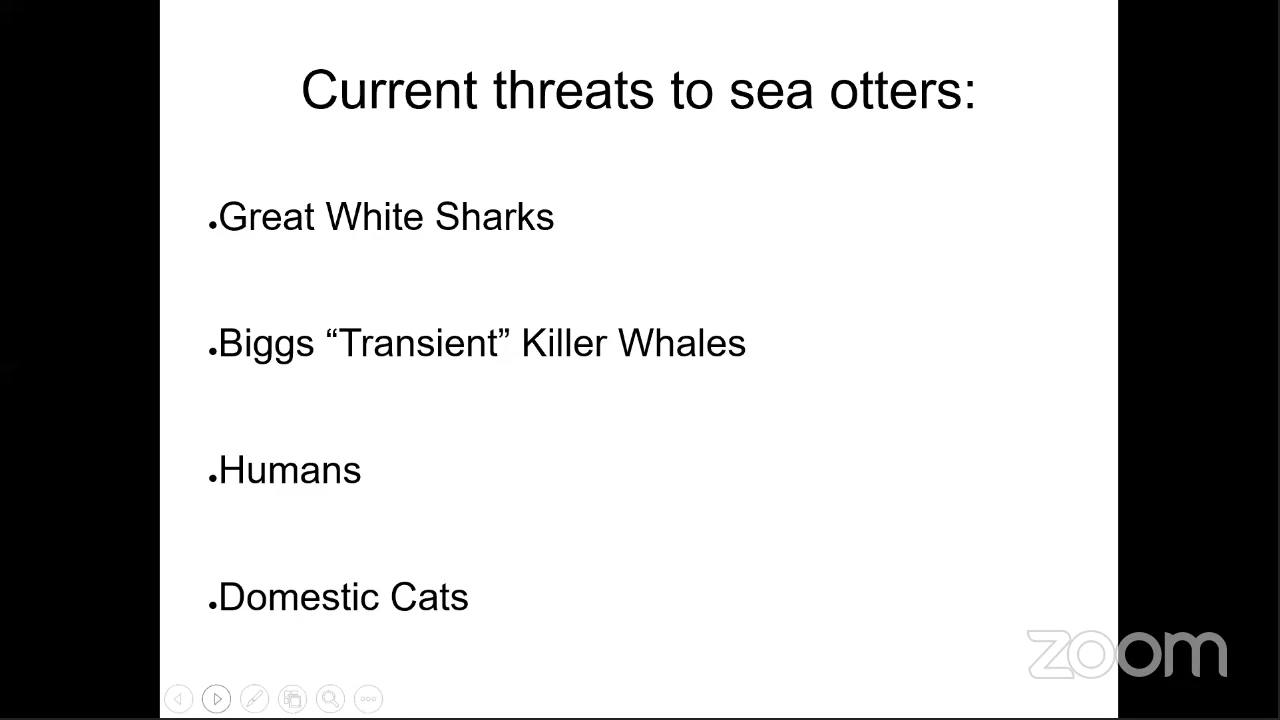 Current threats to sea otters:
•Great White Sharks
•Biggs “Transient” Killer Whales
•Humans
•Domestic Cats
zoom